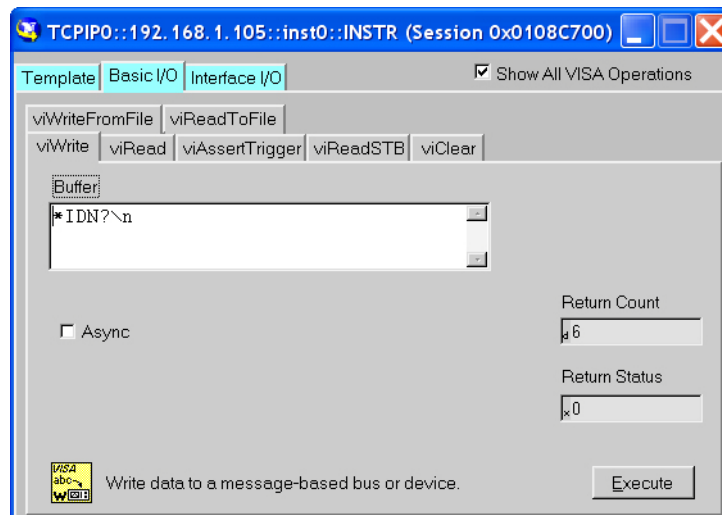 TCPIP0::192.168.1.105::inst0::INSTR (Session 0x0108C700)
Template Basic I/O Interface I/O Show All VISA Operations
viWriteFromFile viReadToFile
viWrite viRead viAssertTrigger viReadSTB viClear
Buffer
*IDN?\n
Return Count
d 6
Async
Return Status
x 0
VISA
abc
W
Write data to a message-based bus or device.
Execute